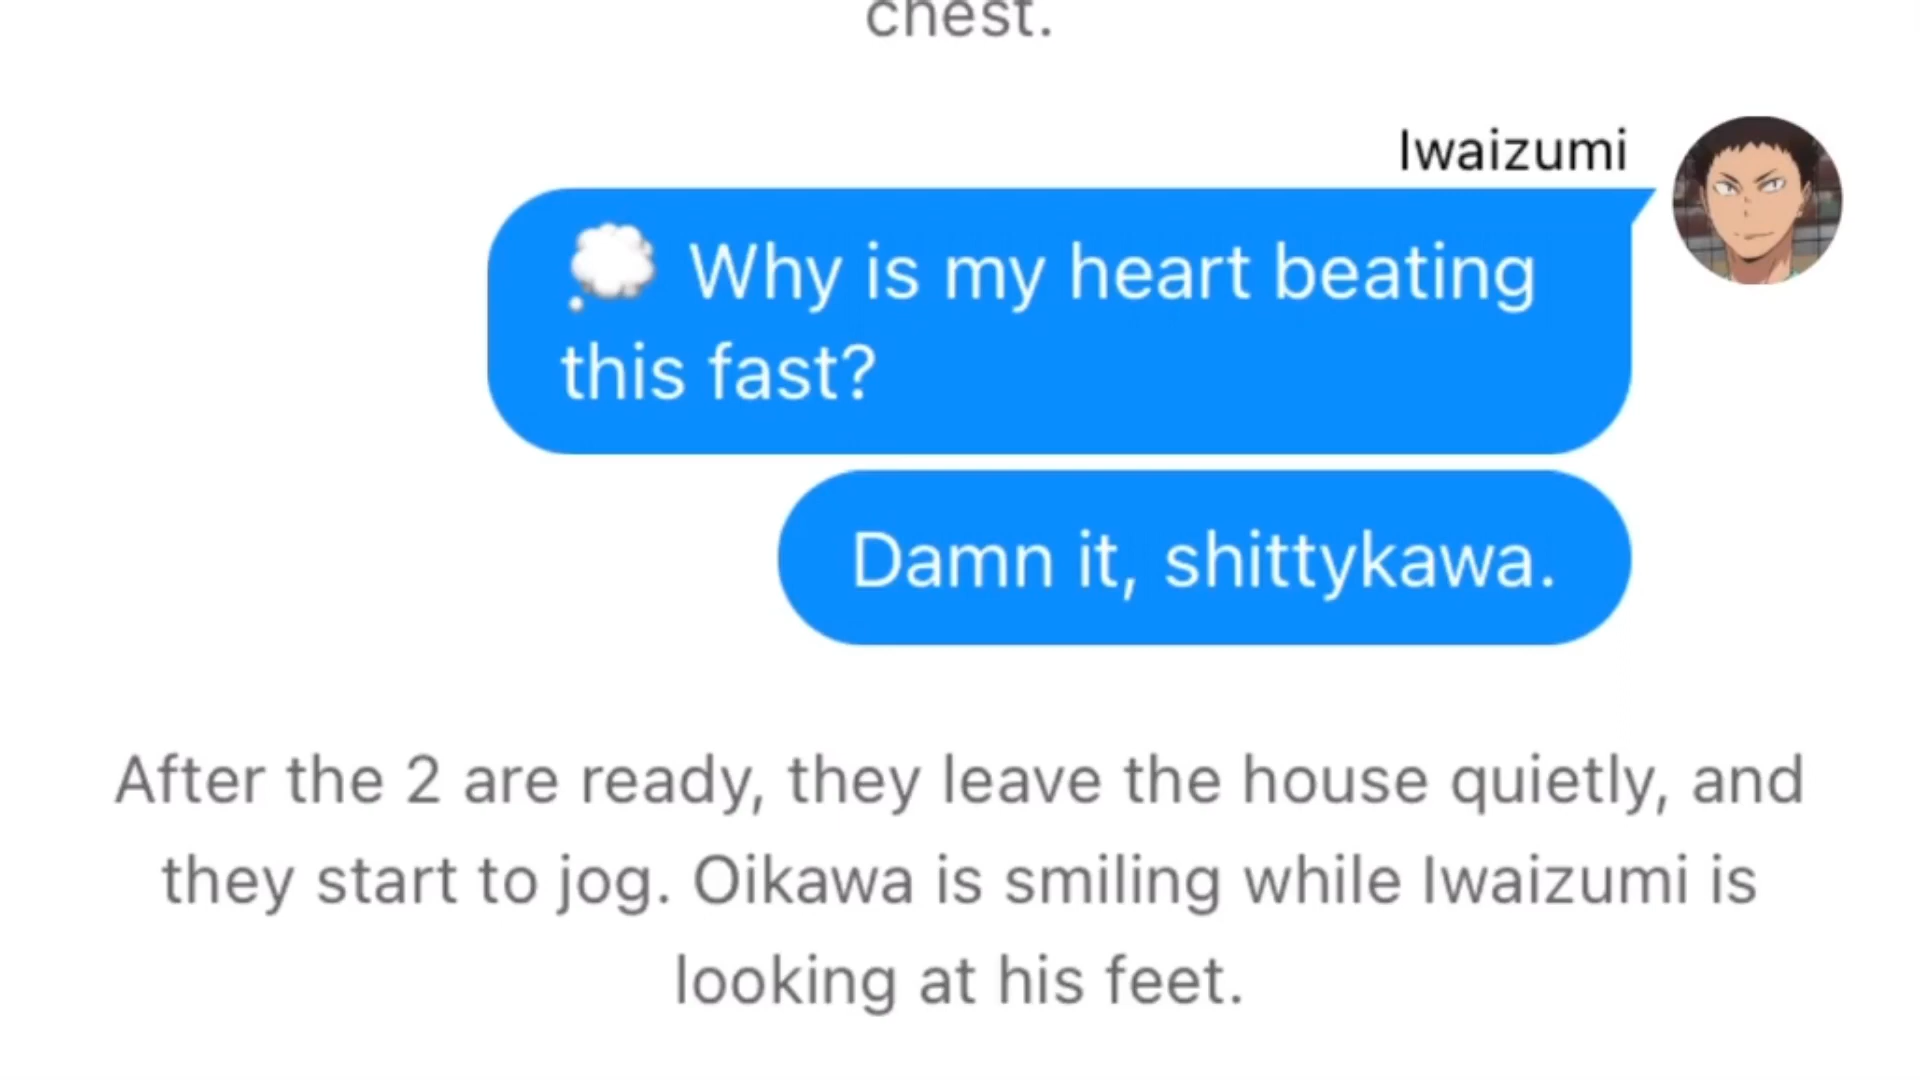 chest.
Iwaizumi
💭 Why is my heart beating
this fast?
Damn it, shittykawa.
After the 2 are ready, they leave the house quietly, and
they start to jog. Oikawa is smiling while Iwaizumi is
looking at his feet.